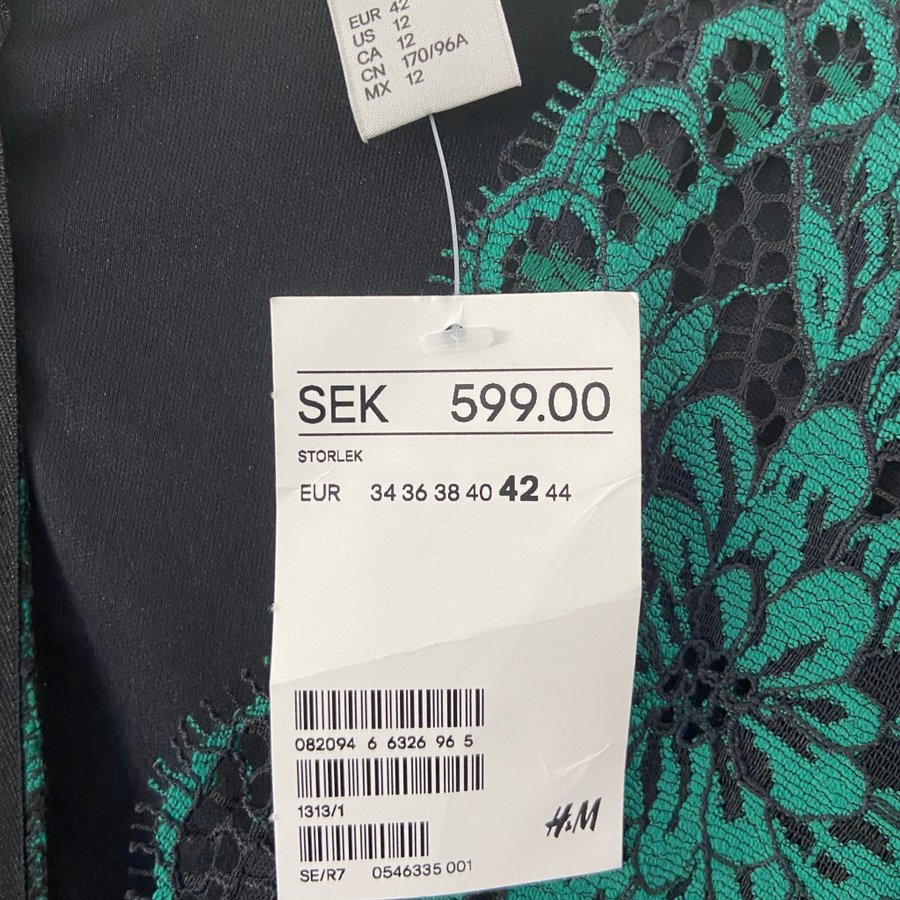 EUR 42
US 12
CA 12
CN 170/96A
MX 12
SEK 599.00
STORLEK
EUR 34 36 38 40 42 44
082094 6 6326 96 5
1313/1
H&M
SE/R7 0546335 001